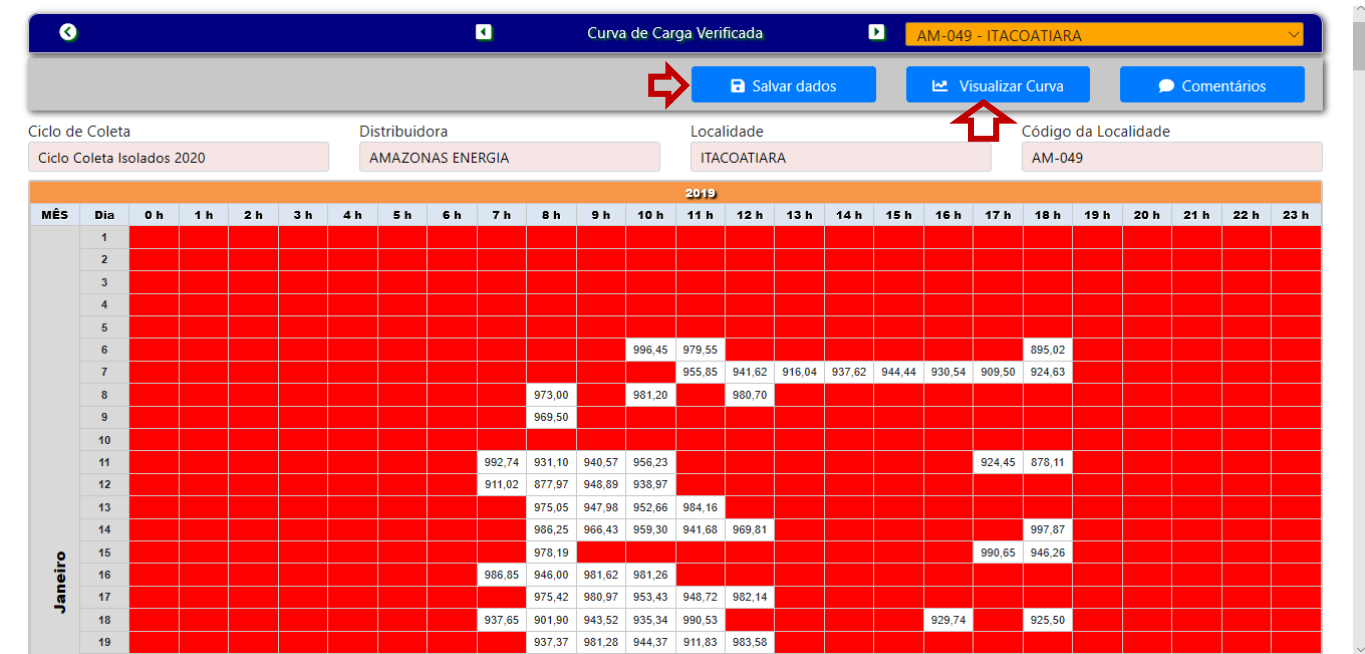 Curva de Carga Verificada AM-049 - ITACOATIARA
Salvar dados Visualizar Curva Comentários
Ciclo de Coleta Distribuidora Localidade Código da Localidade
Ciclo Coleta Isolados 2020 AMAZONAS ENERGIA ITACOATIARA AM-049
2019
MÊS Dia 0 h 1 h 2 h 3 h 4 h 5 h 6 h 7 h 8 h 9 h 10 h 11 h 12 h 13 h 14 h 15 h 16 h 17 h 18 h 19 h 20 h 21 h 22 h 23 h
1
2
3
4
5
6 996,45 979,55 895,02
7 955,85 941,62 916,04 937,62 944,44 930,54 909,50 924,63
8 973,00 981,20 980,70
9 969,50
10
11 992,74 931,10 940,57 956,23 924,45 878,11
12 911,02 877,97 948,89 938,97
13 975,05 947,98 952,66 984,16
14 986,25 966,43 959,30 941,68 969,81 997,87
15 978,19 990,65 946,26
Janeiro
16 986,85 946,00 981,62 981,26
17 975,42 980,97 953,43 948,72 982,14
18 937,65 901,90 943,52 935,34 990,53 929,74 925,50
19 937,37 981,28 944,37 911,83 983,58